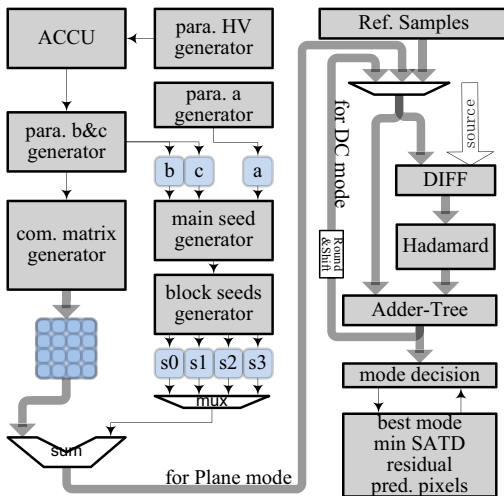 ACCU
para. HV
generator
Ref. Samples
para. a
generator
para. b&c
generator
for DC mode
source
b
c
a
DIFF
com. matrix
generator
main seed
generator
Hadamard
Round
&Shift
block seeds
generator
Adder-Tree
s0
s1
s2
s3
mux
mode decision
sum
for Plane mode
best mode
min SATD
residual
pred. pixels